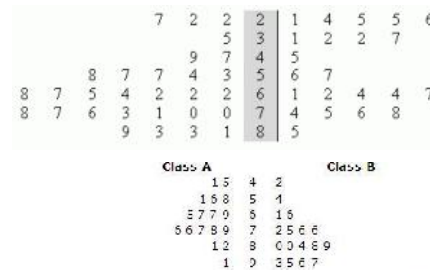 7 2 2 2 1 4 5 5 6
5 3 1 2 2 7
9 7 4 5
8 7 7 4 3 5 6 7
8 7 5 4 2 2 2 6 1 2 4 4 7
8 7 6 3 1 0 0 7 4 5 6 8
9 3 3 1 8 5
Class A Class B
1 5 4 2
1 6 8 5 4
5 7 7 9 6 1 6
6 6 7 8 9 7 2 5 6 6
1 2 8 0 0 4 8 9
1 9 3 5 6 7